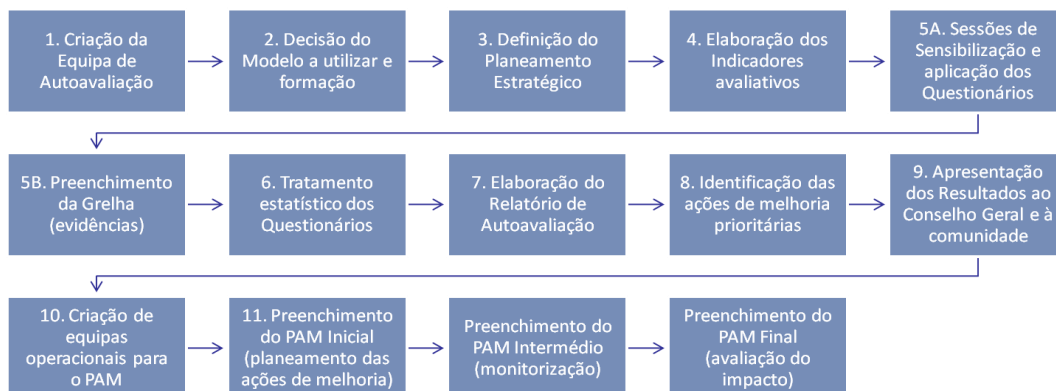 1. Criação da
Equipa de
Autoavaliação
2. Decisão do
Modelo a utilizar e
formação
3. Definição do
Planeamento
Estratégico
4. Elaboração dos
Indicadores
avaliativos
5A. Sessões de
Sensibilização e
aplicação dos
Questionários
5B. Preenchimento
da Grelha
(evidências)
6. Tratamento
estatístico dos
Questionários
7. Elaboração do
Relatório de
Autoavaliação
8. Identificação das
ações de melhoria
prioritárias
9. Apresentação
dos Resultados ao
Conselho Geral e à
comunidade
10. Criação de
equipas
operacionais para
o PAM
11. Preenchimento
do PAM Inicial
(planeamento das
ações de melhoria)
Preenchimento do
PAM Intermédio
(monitorização)
Preenchimento do
PAM Final
(avaliação do
impacto)